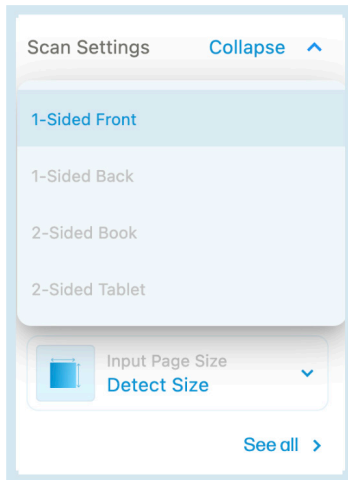 Scan Settings Collapse
1-Sided Front
1-Sided Back
2-Sided Book
2-Sided Tablet
Input Page Size
Detect Size
See all